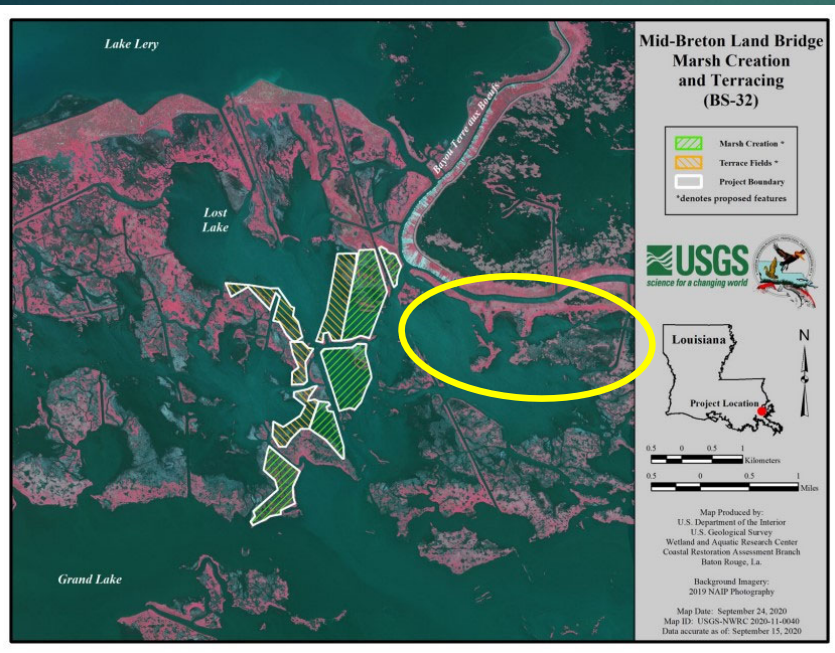 Lake Lery
Bayou Terre aux Boeufs
Lost
Lake
Grand Lake
Mid-Breton Land Bridge
Marsh Creation
and Terracing
(BS-32)
Marsh Creation *
Terrace Fields *
Project Boundary
*denotes proposed features
USGS
science for a changing world
Louisiana
N
Project Location
0.5 0 0.5 1
Kilometers
0.5 0 0.5 1
Miles
Map Produced by:
U.S. Department of the Interior
U.S. Geological Survey
Wetland and Aquatic Research Center
Coastal Restoration Assessment Branch
Baton Rouge, La.
Background Imagery:
2019 NAIP Photography
Map Date: September 24, 2020
Map ID: USGS-NWRC 2020-11-0040
Data accurate as of: September 15, 2020